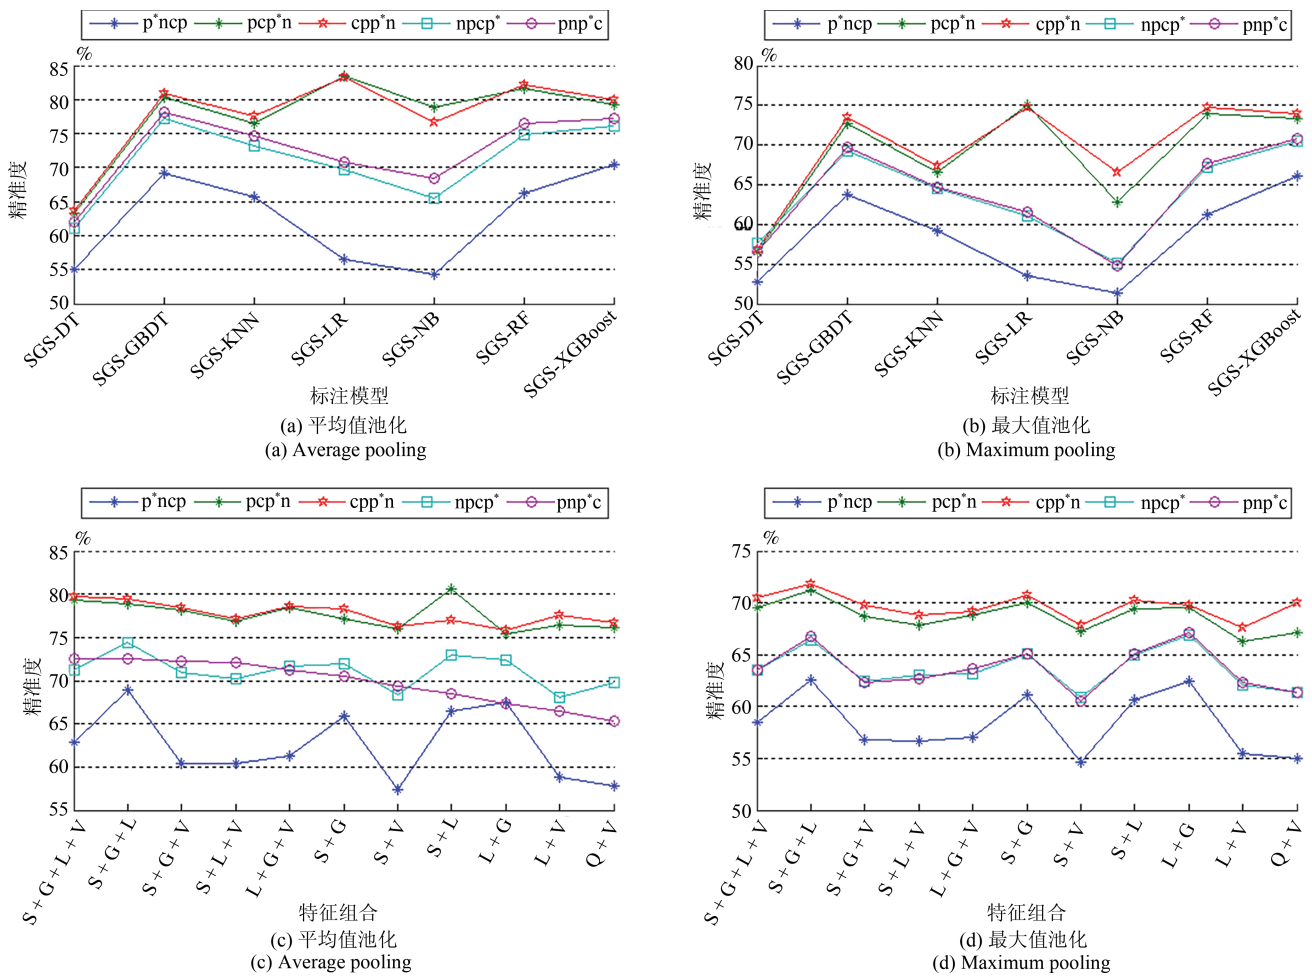 p*ncp pcp*n cpp*n npcp* pnp*c
%
85
80
75
70
65
60
55
50
精准度
SGS-DT
SGS-GBDT
SGS-KNN
SGS-LR
SGS-NB
SGS-RF
SGS-XGBoost
标注模型
(a) 平均值池化
(a) Average pooling
p*ncp pcp*n cpp*n npcp* pnp*c
%
80
75
70
65
60
55
50
精准度
SGS-DT
SGS-GBDT
SGS-KNN
SGS-LR
SGS-NB
SGS-RF
SGS-XGBoost
标注模型
(b) 最大值池化
(b) Maximum pooling
p*ncp pcp*n cpp*n npcp* pnp*c
%
85
80
75
70
65
60
55
精准度
S+G+L+V
S+G+L
S+G+V
S+L+V
L+G+V
S+G
S+V
S+L
L+G
L+V
Q+V
特征组合
(c) 平均值池化
(c) Average pooling
p*ncp pcp*n cpp*n npcp* pnp*c
%
75
70
65
60
55
50
精准度
S+G+L+V
S+G+L
S+G+V
S+L+V
L+G+V
S+G
S+V
S+L
L+G
L+V
Q+V
特征组合
(d) 最大值池化
(d) Maximum pooling